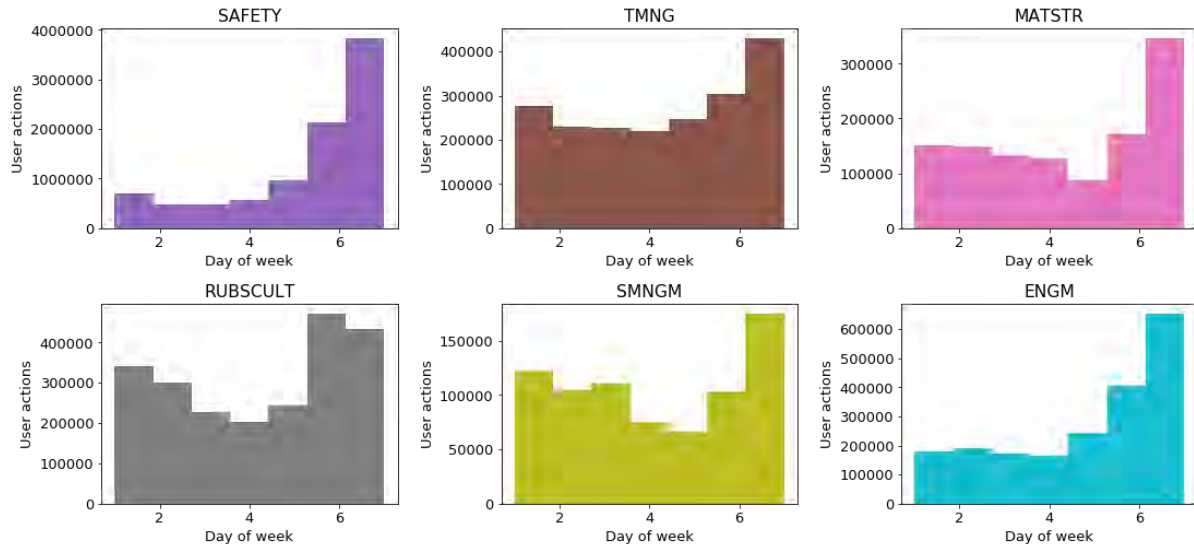 SAFETY
4000000
3000000
2000000
1000000
0
User actions
2 4 6
Day of week
TMNG
400000
300000
200000
100000
0
User actions
2 4 6
Day of week
MATSTR
300000
200000
100000
0
User actions
2 4 6
Day of week
RUBSCULT
400000
300000
200000
100000
0
User actions
2 4 6
Day of week
SMNGM
150000
100000
50000
0
User actions
2 4 6
Day of week
ENGM
600000
500000
400000
300000
200000
100000
0
User actions
2 4 6
Day of week